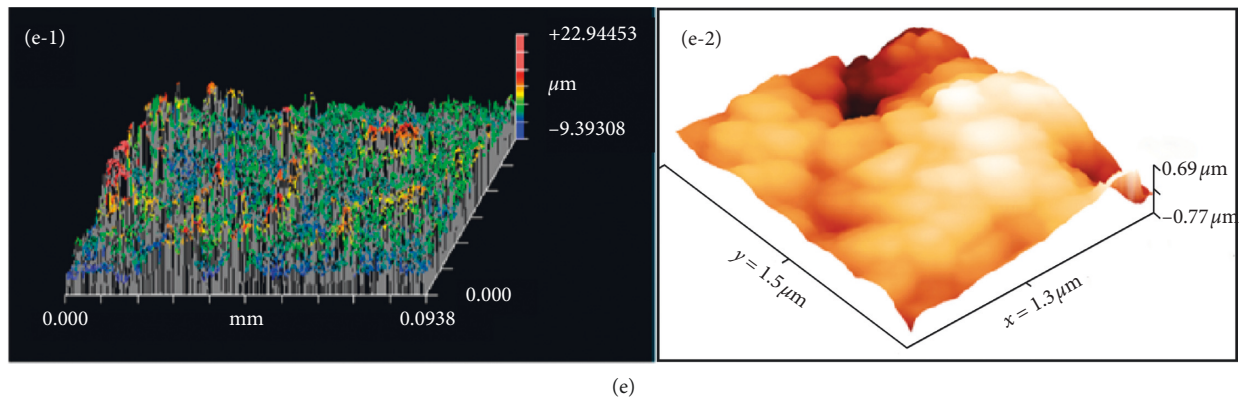 (e-1)
+22.94453
μm
–9.39308
0.000
0.000
mm
0.0938
(e-2)
0.69 μm
–0.77 μm
y = 1.5 μm
x = 1.3 μm
(e)